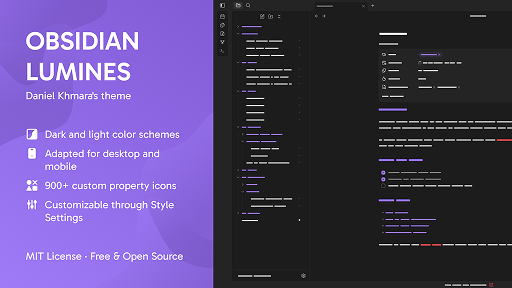 OBSIDIAN
LUMINES
Daniel Khmara's theme
Dark and light color schemes
Adapted for desktop and
mobile
900+ custom property icons
Customizable through Style
Settings
MIT License · Free & Open Source